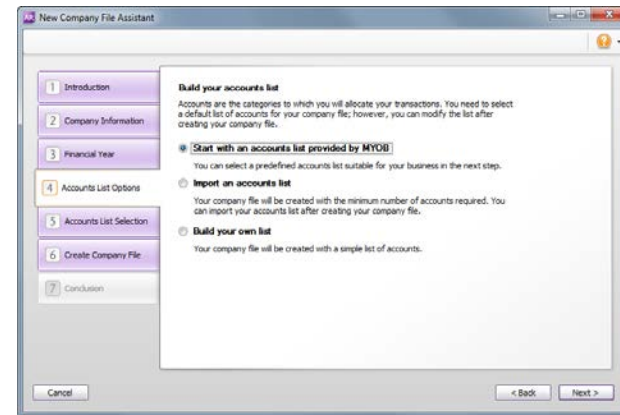 New Company File Assistant
1 Introduction
2 Company Information
3 Financial Year
4 Accounts List Options
5 Accounts List Selection
6 Create Company File
7 Conclusion
Build your accounts list
Accounts are the categories to which you will allocate your transactions. You need to select
a default list of accounts for your company file; however, you can modify the list after
creating your company file.
Start with an accounts list provided by MYOB
You can select a predefined accounts list suitable for your business in the next step.
Import an accounts list
Your company file will be created with the minimum number of accounts required. You
can import your accounts list after creating your company file.
Build your own list
Your company file will be created with a simple list of accounts.
Cancel
< Back
Next >